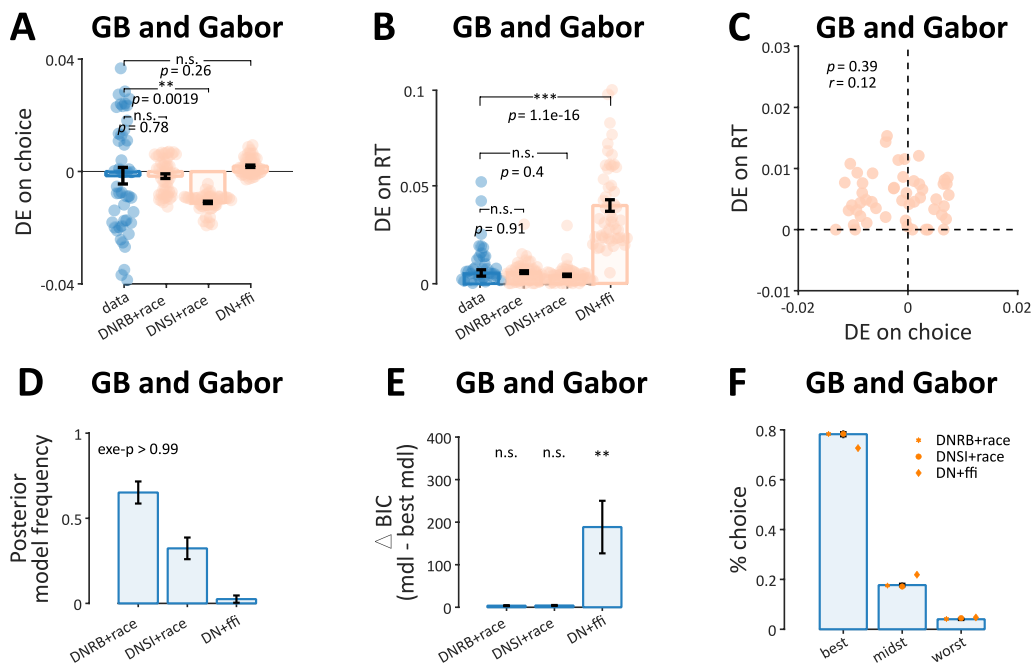 A
GB and Gabor
DE on choice
0.04
0
-0.04
n.s.
p = 0.26
**
p = 0.0019
n.s.
p = 0.78
data
DNRB+race
DNSI+race
DN+ffi
B
GB and Gabor
DE on RT
0.1
0.05
0
***
p = 1.1e-16
n.s.
p = 0.4
n.s.
p = 0.91
data
DNRB+race
DNSI+race
DN+ffi
C
GB and Gabor
DE on RT
0.03
0.02
0.01
0
-0.01
p = 0.39
r = 0.12
-0.02
0
0.02
DE on choice
D
GB and Gabor
Posterior
model frequency
1
0.5
0
exe-p > 0.99
DNRB+race
DNSI+race
DN+ffi
E
GB and Gabor
△ BIC
(mdl - best mdl)
400
300
200
100
0
n.s.
n.s.
**
DNRB+race
DNSI+race
DN+ffi
F
GB and Gabor
% choice
0.8
0.6
0.4
0.2
0
DNRB+race
DNSI+race
DN+ffi
best
midst
worst